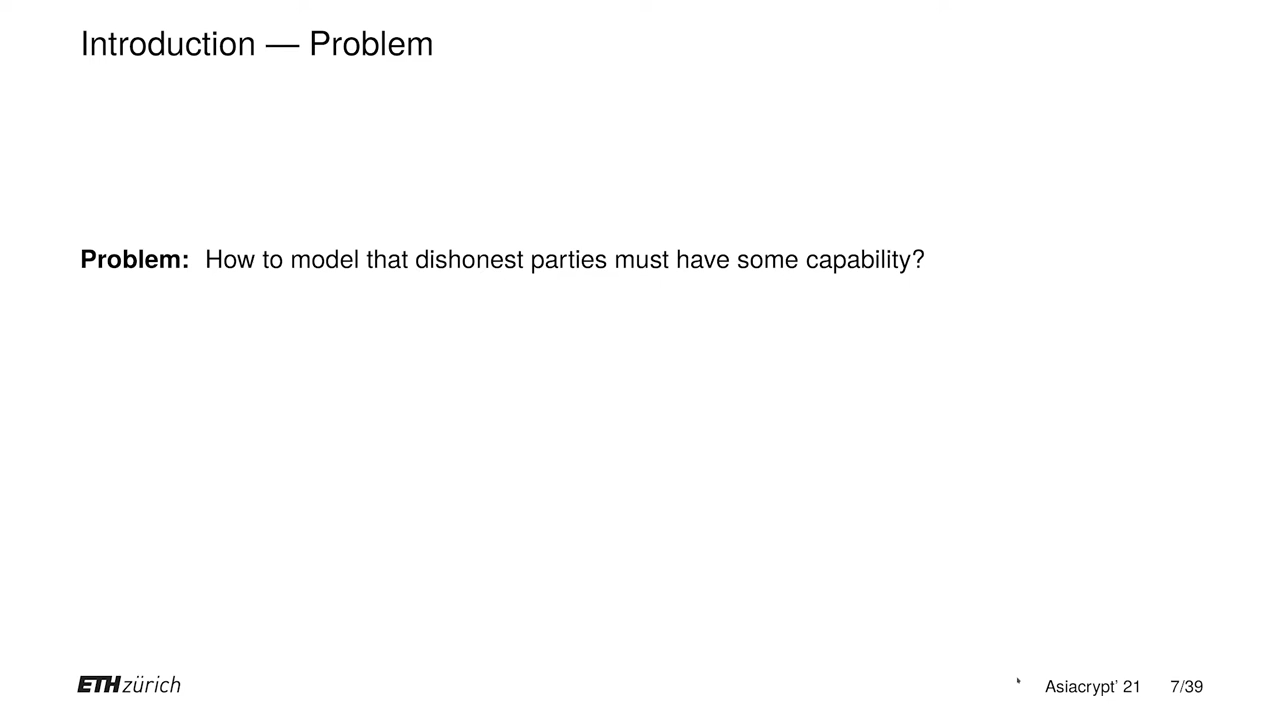 Introduction — Problem
Problem: How to model that dishonest parties must have some capability?
ETH zürich
Asiacrypt' 21 7/39